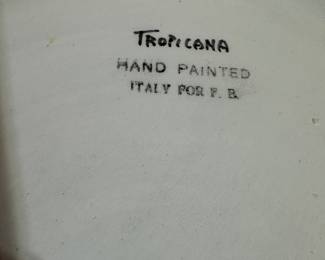 TROPICANA
HAND PAINTED
ITALY FOR F. B.